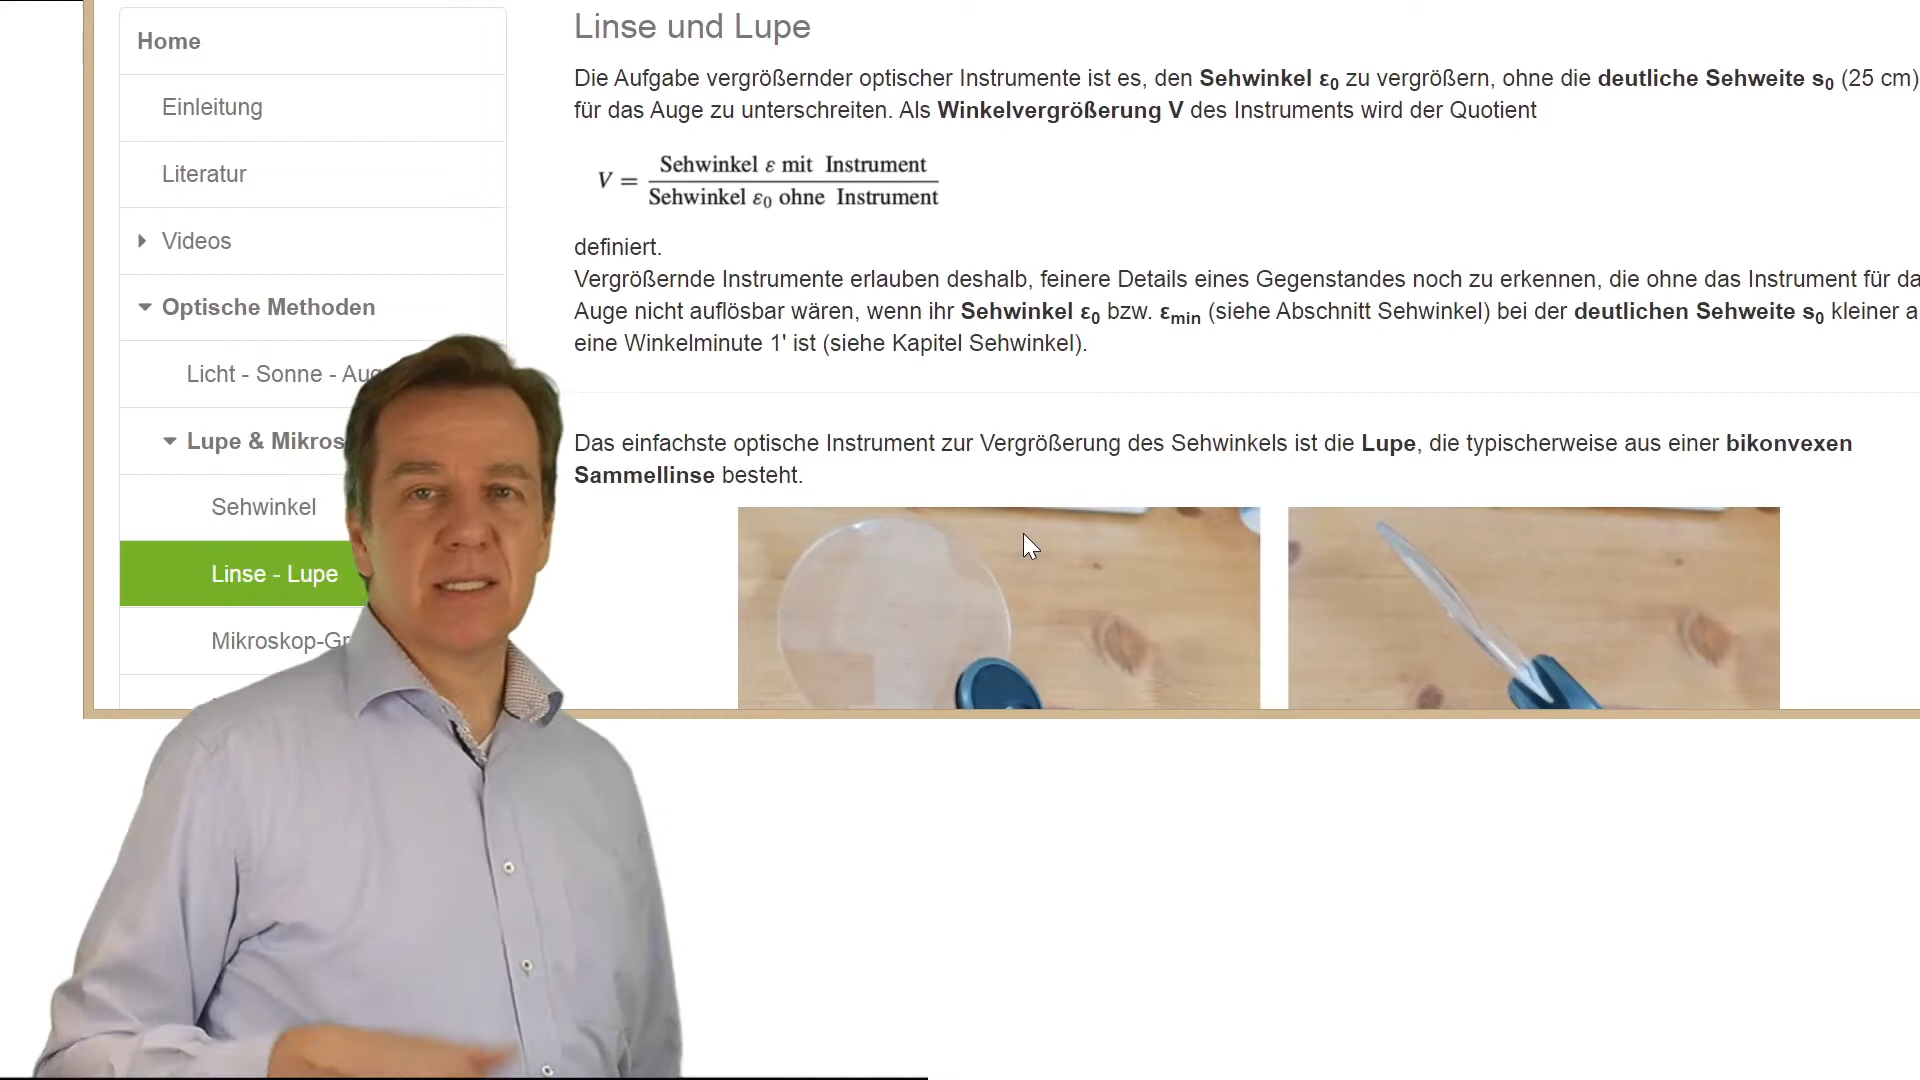 Home
Einleitung
Literatur
Videos
Optische Methoden
Licht - Sonne - Aug
Lupe & Mikros
Sehwinkel
Linse - Lupe
Mikroskop-Gr
Linse und Lupe
Die Aufgabe vergrößernder optischer Instrumente ist es, den Sehwinkel ε0 zu vergrößern, ohne die deutliche Sehweite s0 (25 cm)
für das Auge zu unterschreiten. Als Winkelvergrößerung V des Instruments wird der Quotient
V = Sehwinkel ε mit Instrument
Sehwinkel ε0 ohne Instrument
definiert.
Vergrößernde Instrumente erlauben deshalb, feinere Details eines Gegenstandes noch zu erkennen, die ohne das Instrument für da
Auge nicht auflösbar wären, wenn ihr Sehwinkel ε0 bzw. εmin (siehe Abschnitt Sehwinkel) bei der deutlichen Sehweite s0 kleiner a
eine Winkelminute 1' ist (siehe Kapitel Sehwinkel).
Das einfachste optische Instrument zur Vergrößerung des Sehwinkels ist die Lupe, die typischerweise aus einer bikonvexen
Sammellinse besteht.